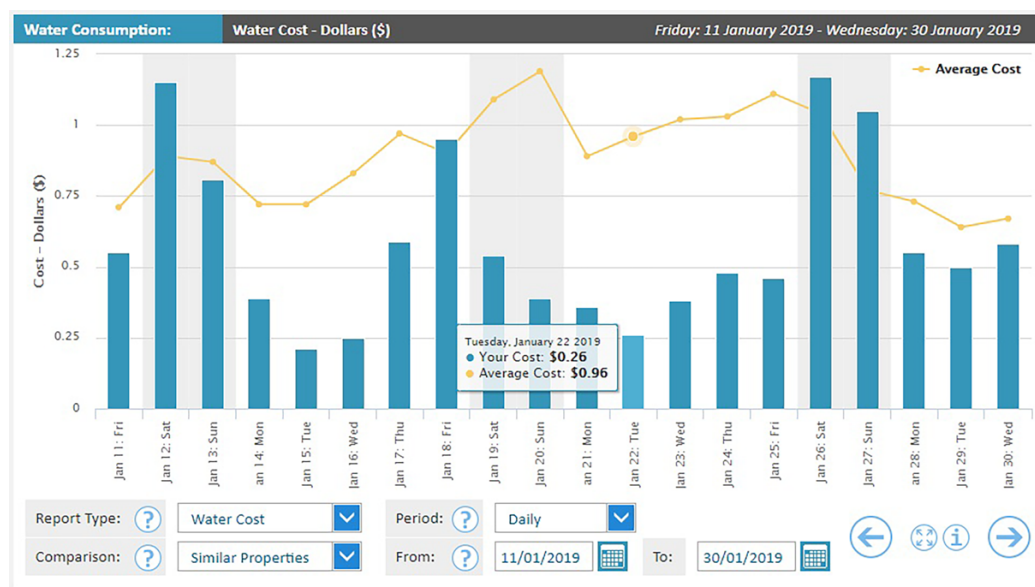 Water Consumption: Water Cost - Dollars ($) Friday: 11 January 2019 - Wednesday: 30 January 2019
Average Cost
Cost – Dollars ($)
1.25
1
0.75
0.5
0.25
0
Tuesday, January 22 2019
Your Cost: $0.26
Average Cost: $0.96
Jan 11: Fri
Jan 12: Sat
Jan 13: Sun
an 14: Mon
Jan 15: Tue
Jan 16: Wed
Jan 17: Thu
Jan 18: Fri
Jan 19: Sat
Jan 20: Sun
an 21: Mon
Jan 22: Tue
Jan 23: Wed
Jan 24: Thu
Jan 25: Fri
Jan 26: Sat
Jan 27: Sun
an 28: Mon
Jan 29: Tue
Jan 30: Wed
Report Type: ? Water Cost Period: ? Daily
Comparison: ? Similar Properties From: ? 11/01/2019 To: 30/01/2019 i